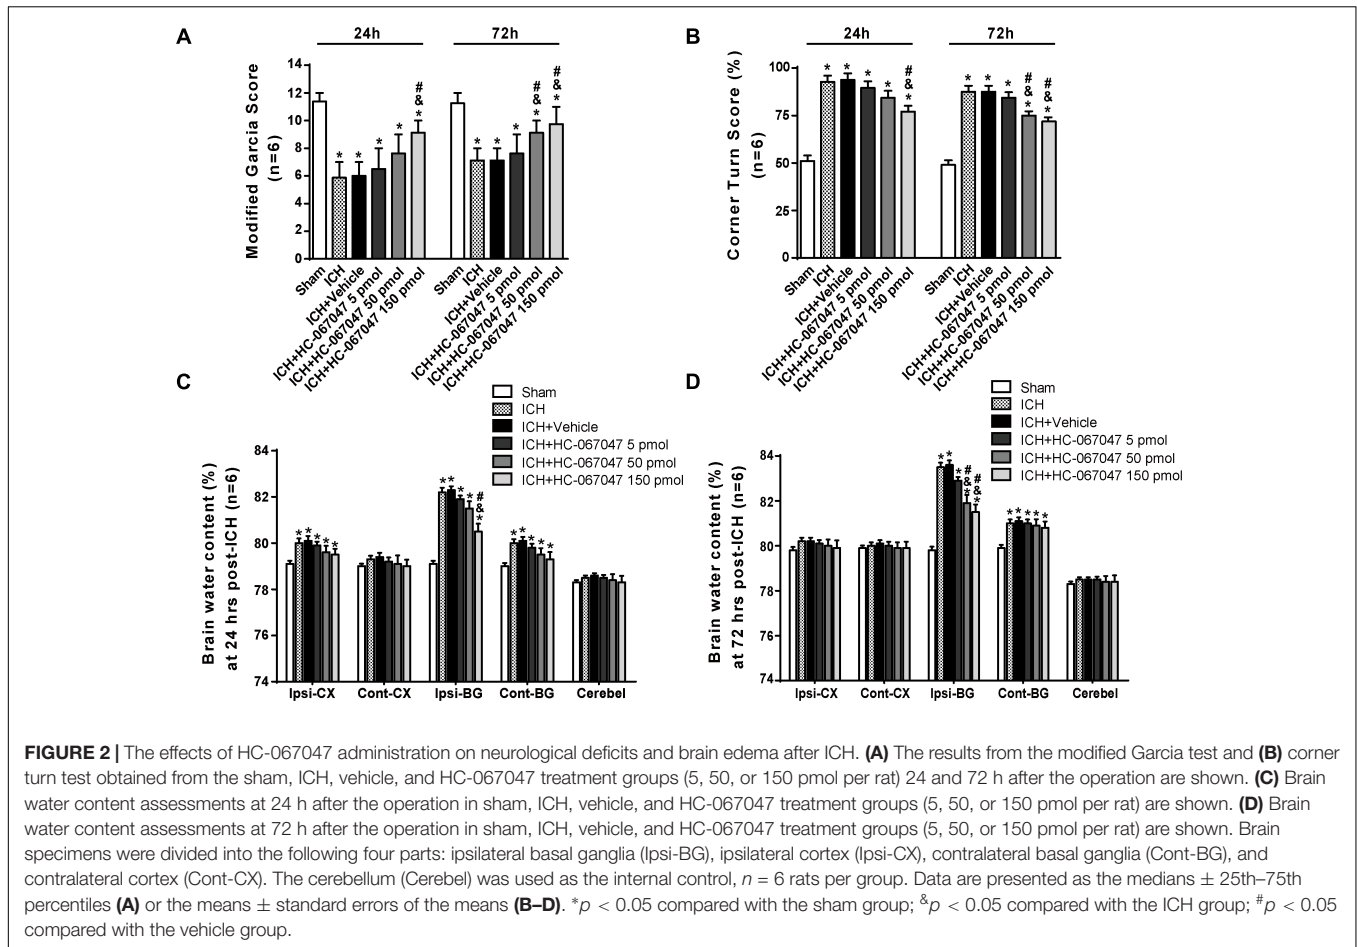 A
24h
72h
Modified Garcia Score
(n=6)
14
12
10
8
6
4
2
0
Sham
ICH
ICH+Vehicle
ICH+HC-067047 5 pmol
ICH+HC-067047 50 pmol
ICH+HC-067047 150 pmol
Sham
ICH
ICH+Vehicle
ICH+HC-067047 5 pmol
ICH+HC-067047 50 pmol
ICH+HC-067047 150 pmol
* * * * # & *
* * * # & * # & *
B
24h
72h
Corner Turn Score (%)
(n=6)
100
75
50
25
0
Sham
ICH
ICH+Vehicle
ICH+HC-067047 5 pmol
ICH+HC-067047 50 pmol
ICH+HC-067047 150 pmol
Sham
ICH
ICH+Vehicle
ICH+HC-067047 5 pmol
ICH+HC-067047 50 pmol
ICH+HC-067047 150 pmol
* * * * # & *
* * * # & * # & *
C
Sham
ICH
ICH+Vehicle
ICH+HC-067047 5 pmol
ICH+HC-067047 50 pmol
ICH+HC-067047 150 pmol
Brain water content (%)
at 24 hrs post-ICH (n=6)
84
82
80
78
76
74
* * * * *
* * * * # & *
* * * * *
Ipsi-CX Cont-CX Ipsi-BG Cont-BG Cerebel
D
Sham
ICH
ICH+Vehicle
ICH+HC-067047 5 pmol
ICH+HC-067047 50 pmol
ICH+HC-067047 150 pmol
Brain water content (%)
at 72 hrs post-ICH (n=6)
84
82
80
78
76
74
* * * # & * # & *
* * * * *
Ipsi-CX Cont-CX Ipsi-BG Cont-BG Cerebel
FIGURE 2 | The effects of HC-067047 administration on neurological deficits and brain edema after ICH. (A) The results from the modified Garcia test and (B) corner
turn test obtained from the sham, ICH, vehicle, and HC-067047 treatment groups (5, 50, or 150 pmol per rat) 24 and 72 h after the operation are shown. (C) Brain
water content assessments at 24 h after the operation in sham, ICH, vehicle, and HC-067047 treatment groups (5, 50, or 150 pmol per rat) are shown. (D) Brain
water content assessments at 72 h after the operation in sham, ICH, vehicle, and HC-067047 treatment groups (5, 50, or 150 pmol per rat) are shown. Brain
specimens were divided into the following four parts: ipsilateral basal ganglia (Ipsi-BG), ipsilateral cortex (Ipsi-CX), contralateral basal ganglia (Cont-BG), and
contralateral cortex (Cont-CX). The cerebellum (Cerebel) was used as the internal control, n = 6 rats per group. Data are presented as the medians ± 25th–75th
percentiles (A) or the means ± standard errors of the means (B–D). *p < 0.05 compared with the sham group; &p < 0.05 compared with the ICH group; #p < 0.05
compared with the vehicle group.